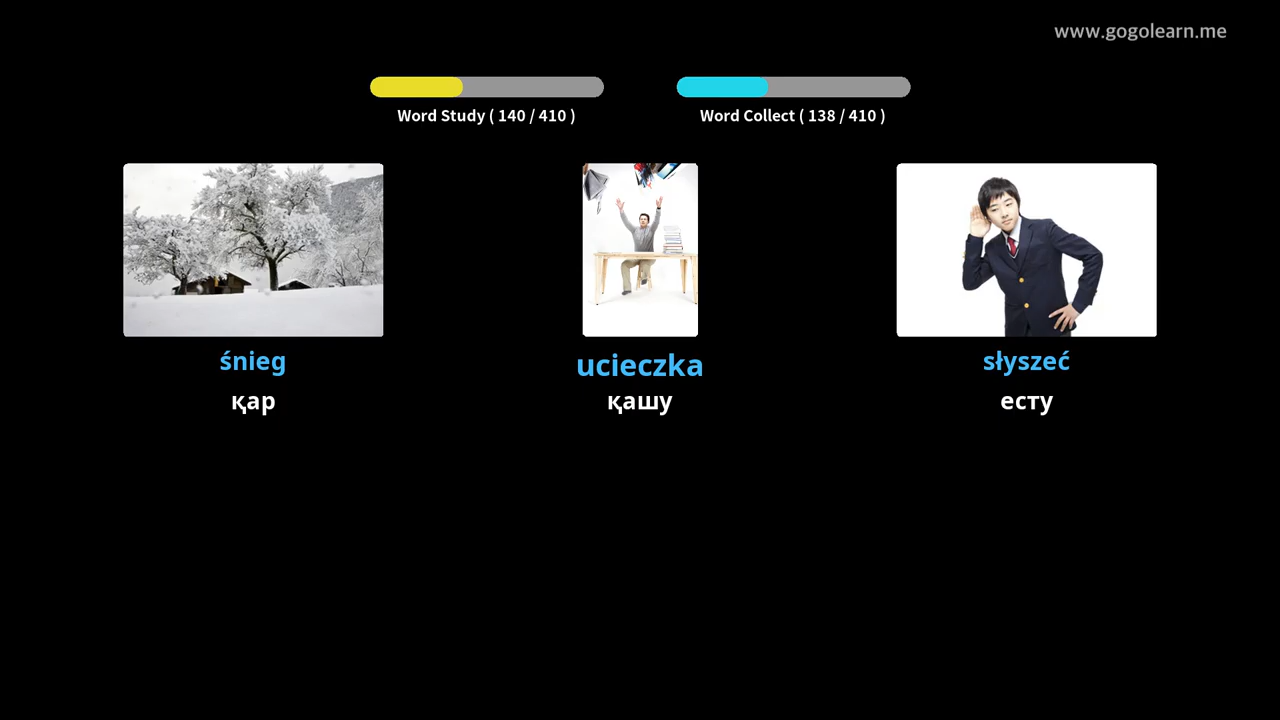 www.gogolearn.me
Word Study ( 140 / 410 )
Word Collect ( 138 / 410 )
śnieg
ucieczka
słyszeć
қар
қашу
есту